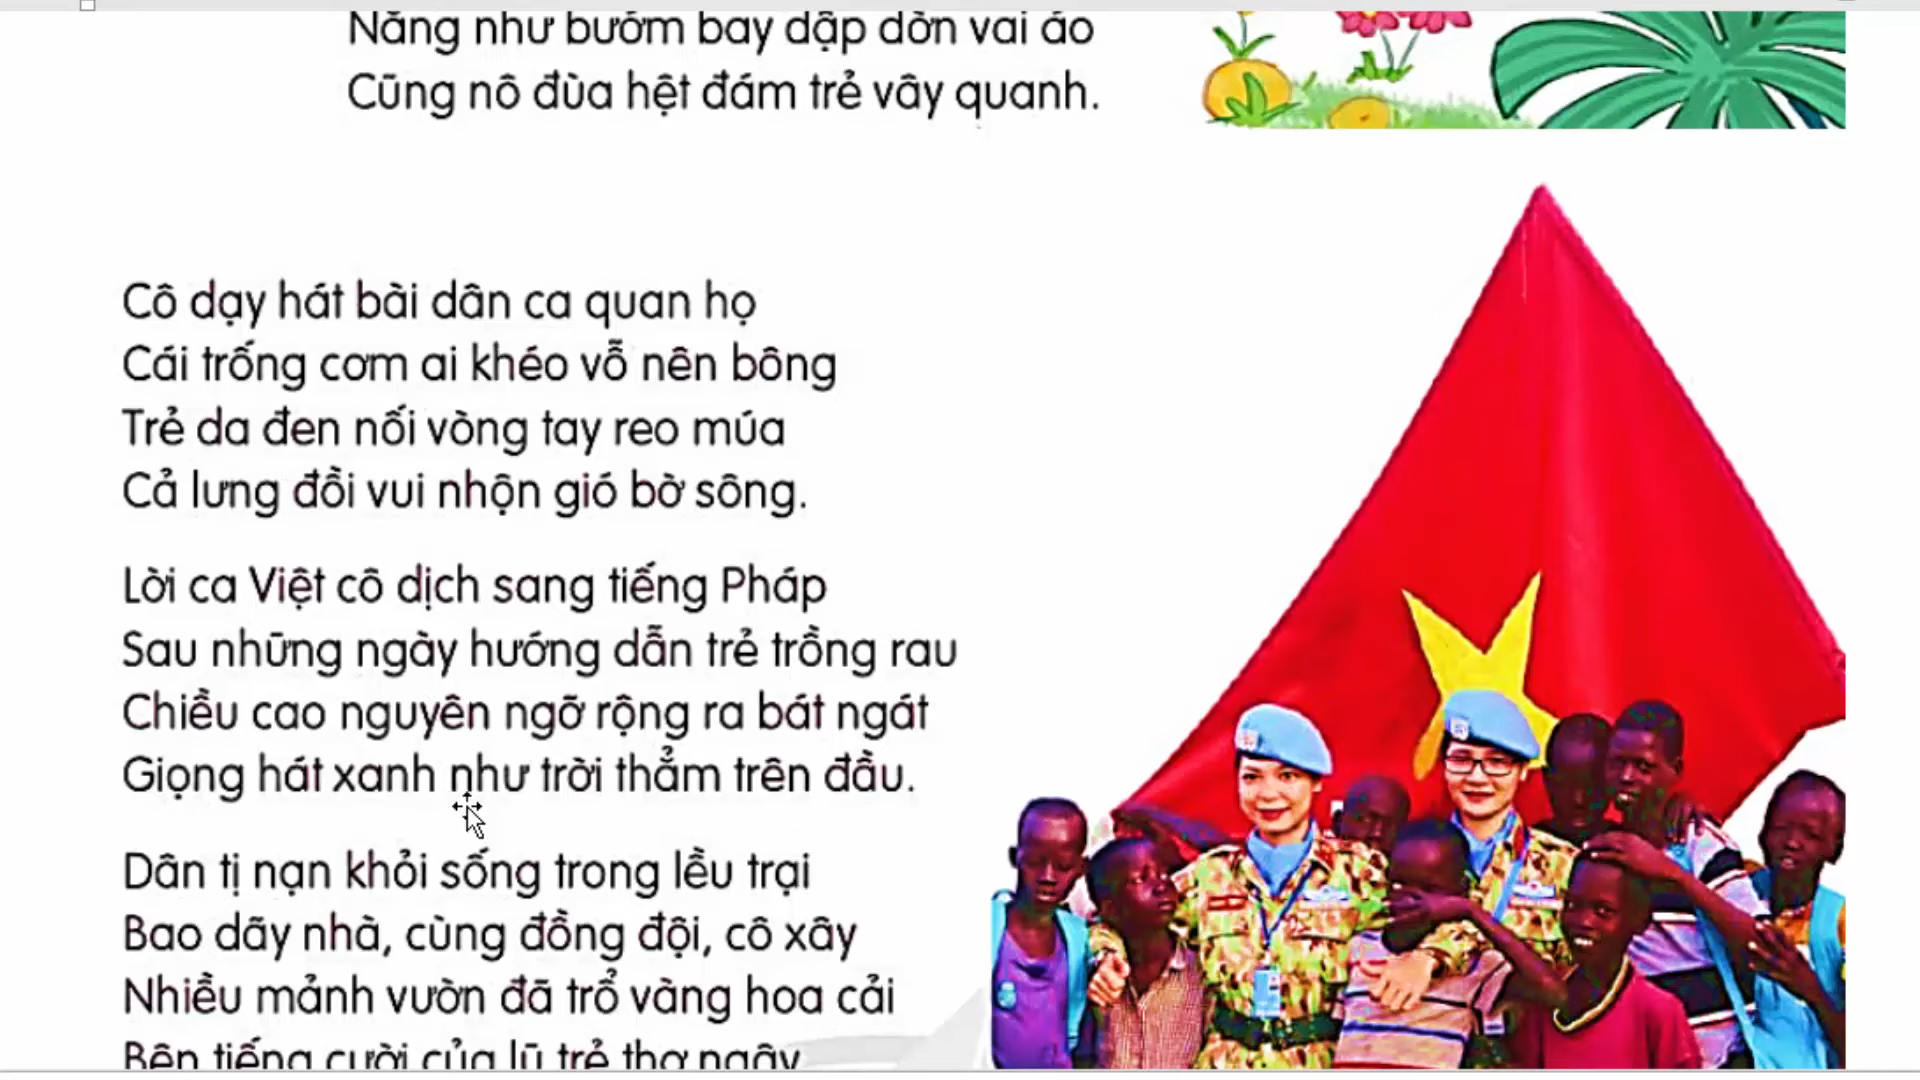 Nắng như bướm bay dập dờn vai áo
Cũng nô đùa hệt đám trẻ vây quanh.
Cô dạy hát bài dân ca quan họ
Cái trống cơm ai khéo vỗ nên bông
Trẻ da đen nối vòng tay reo múa
Cả lưng đồi vui nhộn gió bờ sông.
Lời ca Việt cô dịch sang tiếng Pháp
Sau những ngày hướng dẫn trẻ trồng rau
Chiều cao nguyên ngỡ rộng ra bát ngát
Giọng hát xanh như trời thẳm trên đầu.
Dân tị nạn khỏi sống trong lều trại
Bao dãy nhà, cùng đồng đội, cô xây
Nhiều mảnh vườn đã trổ vàng hoa cải
Bên tiếng cười của lũ trẻ thơ ngây